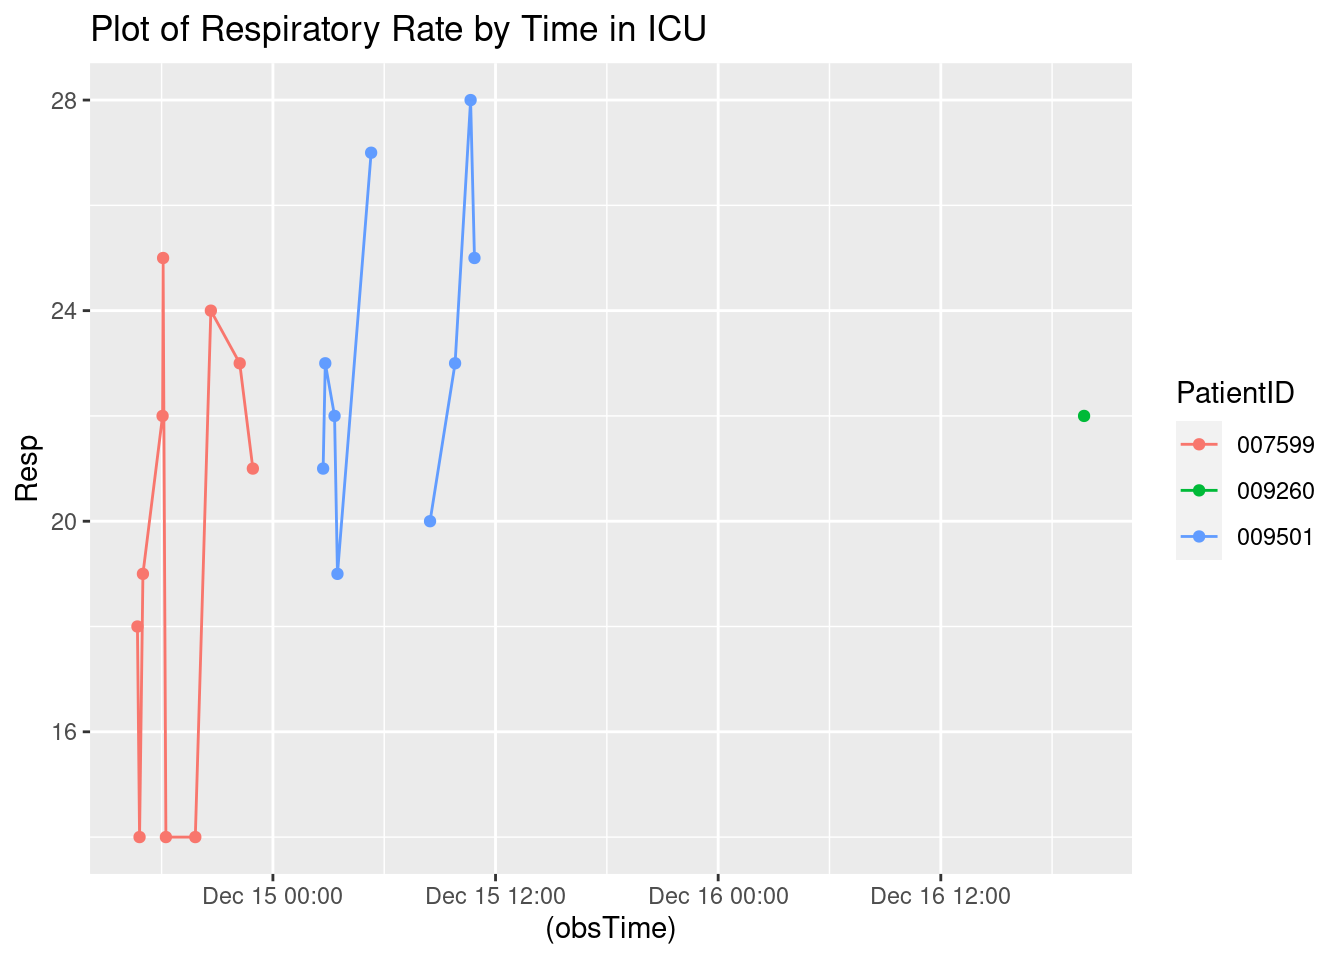 Plot of Respiratory Rate by Time in ICU
28
24
20
16
Resp
Dec 15 00:00
Dec 15 12:00
Dec 16 00:00
Dec 16 12:00
(obsTime)
PatientID
007599
009260
009501